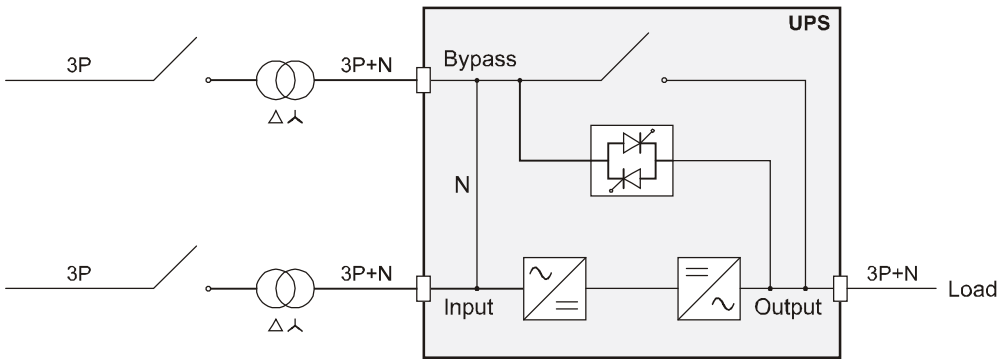 UPS
3P
3P+N
Bypass
N
3P
3P+N
Input
Output
3P+N
Load